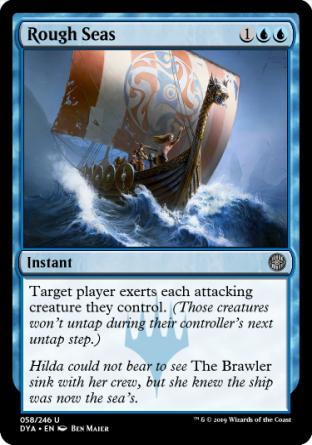 Rough Seas 1
Instant
Target player exerts each attacking
creature they control. (Those creatures
won't untap during their controller's next
untap step.)
Hilda could not bear to see The Brawler
sink with her crew, but she knew the ship
was now the sea's.
058/246 U
DYA • EN Ben Maier
™ & © 2019 Wizards of the Coast